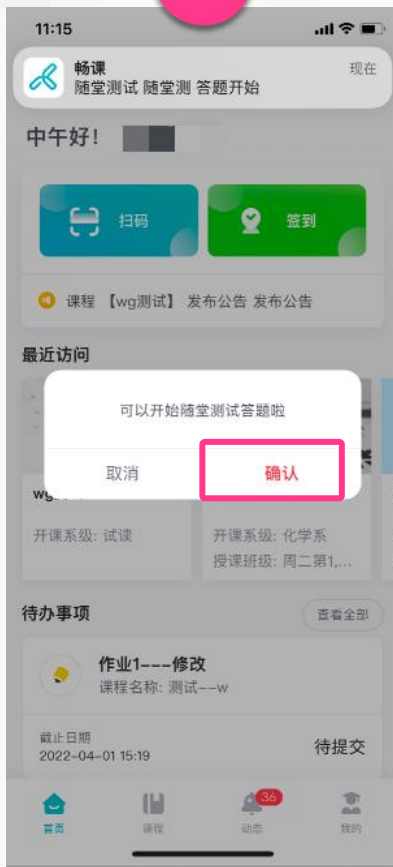 11:15
畅课
现在
随堂测试 随堂测 答题开始
中午好！
扫码
签到
课程 【wg测试】 发布公告 发布公告
最近访问
可以开始随堂测试答题啦
取消
确认
开课系级: 试读
开课系级: 化学系
授课班级: 周二第1,...
待办事项
查看全部
作业1---修改
课程名称: 测试--w
截止日期
2022-04-01 15:19
待提交
36
首页
课程
动态
我的